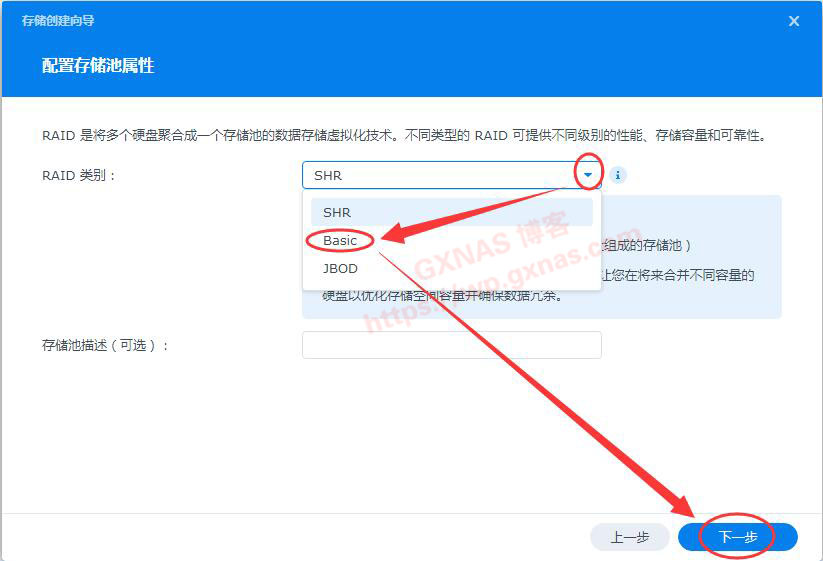 存储创建向导
配置存储池属性
RAID 是将多个硬盘聚合成一个存储池的数据存储虚拟化技术。不同类型的 RAID 可提供不同级别的性能、存储容量和可靠性。
RAID 类别：
SHR
SHR
Basic
JBOD
组成的存储池）
让您在将来合并不同容量的
硬盘以优化存储空间容量并确保数据冗余。
GXNAS 博客
https://wp.gxnas.com
存储池描述（可选）：
上一步
下一步